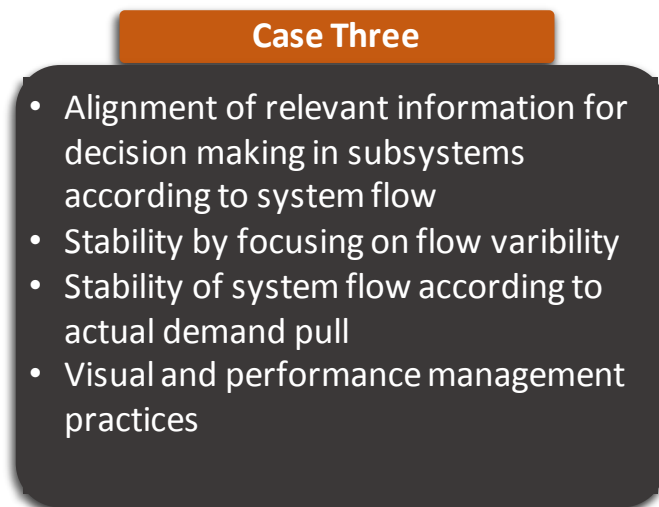 Case Three
• Alignment of relevant information for
decision making in subsystems
according to system flow
• Stability by focusing on flow varibility
• Stability of system flow according to
actual demand pull
• Visual and performance management
practices